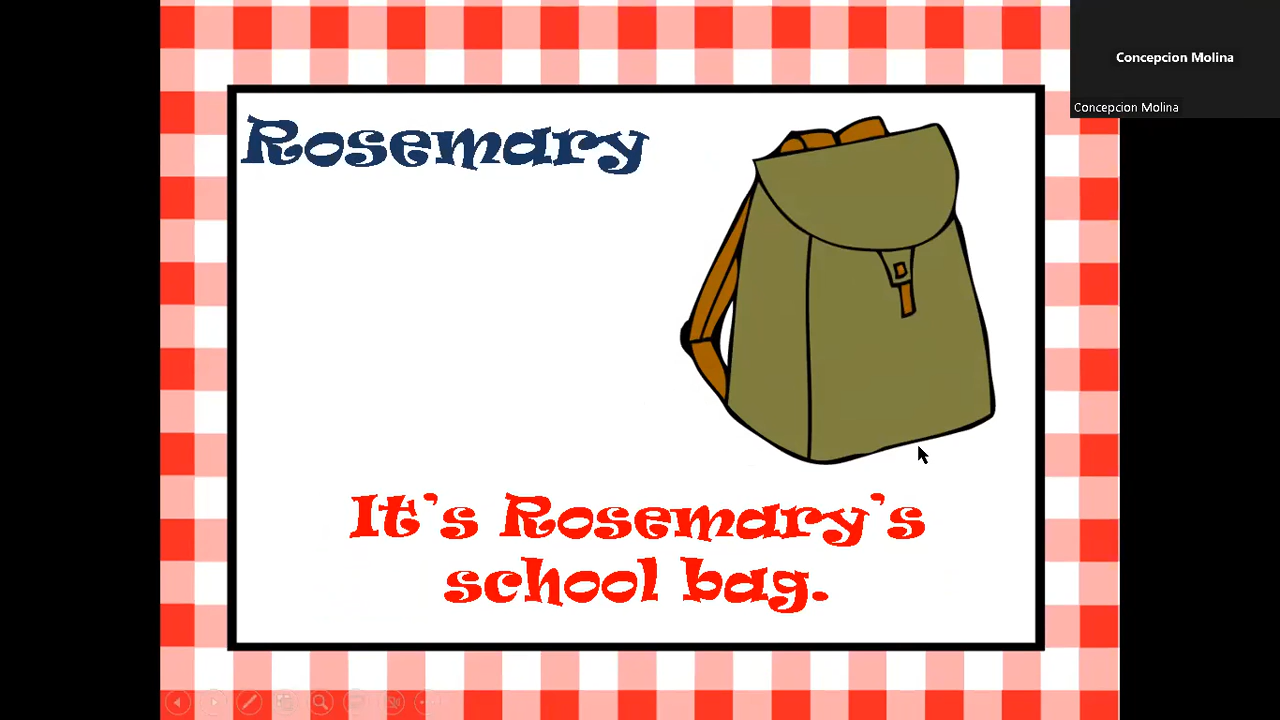 Concepcion Molina
Concepcion Molina
Rosemary
It's Rosemary's
school bag.